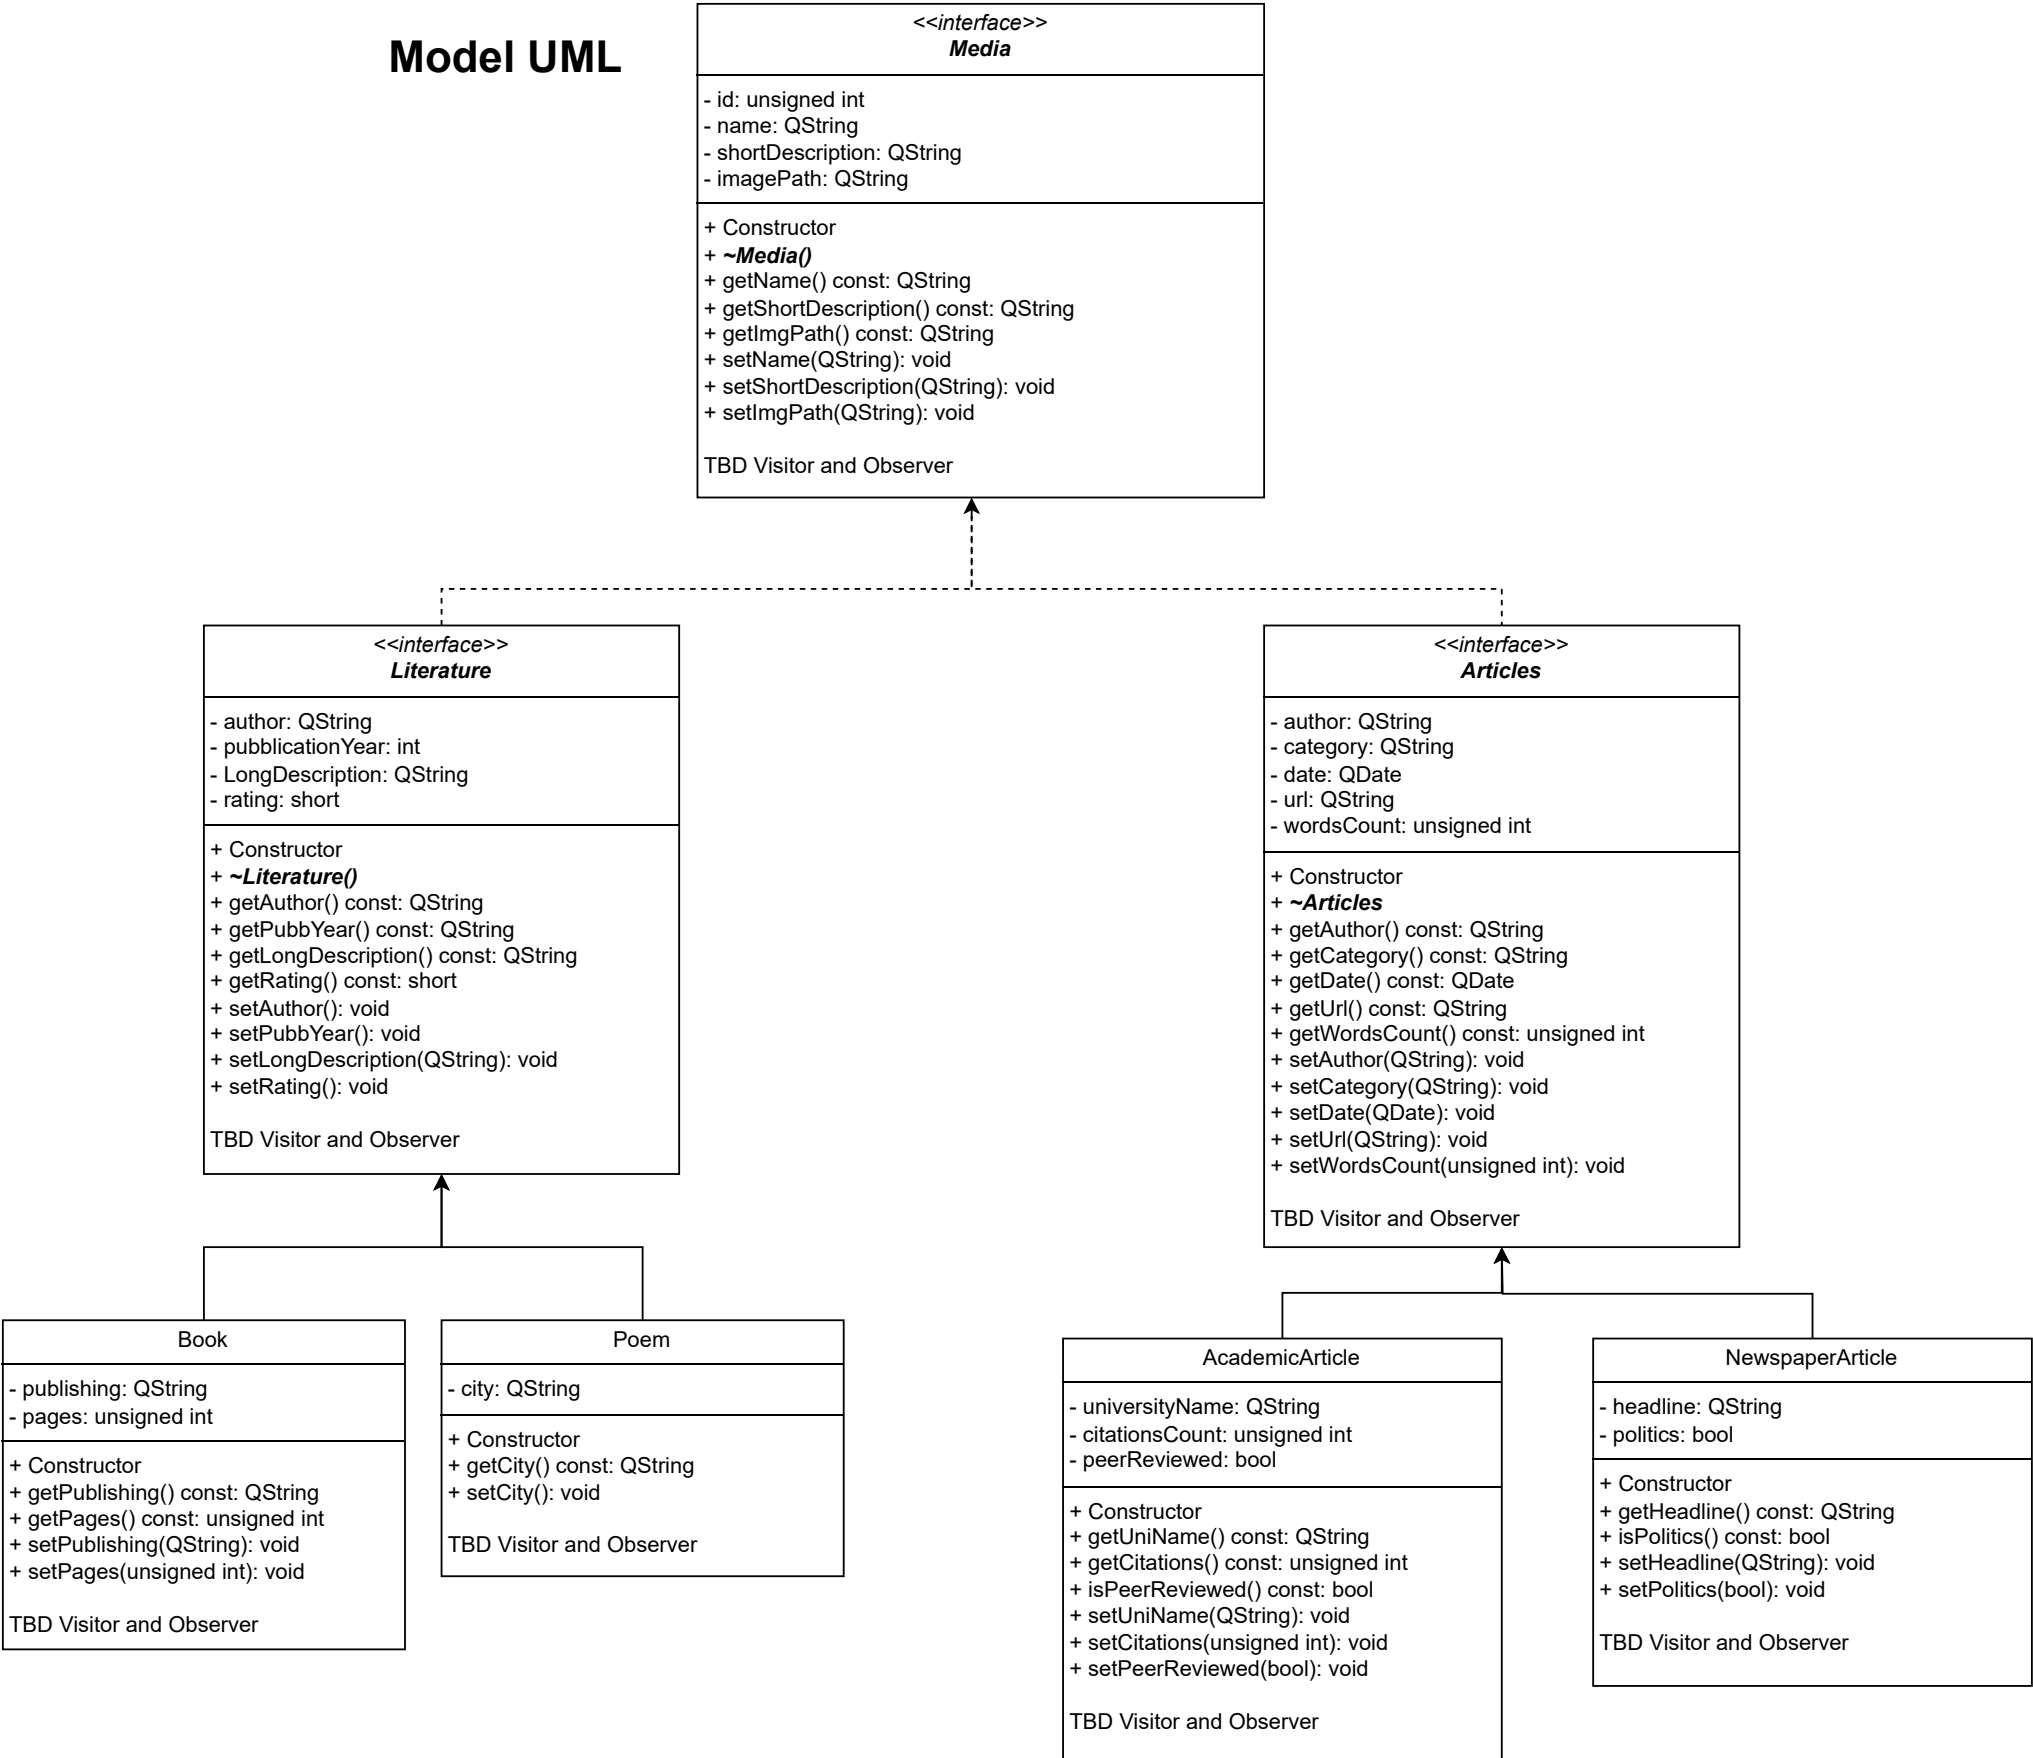 Model UML
<<interface>>
Media
- id: unsigned int
- name: QString
- shortDescription: QString
- imagePath: QString
+ Constructor
+ ~Media()
+ getName() const: QString
+ getShortDescription() const: QString
+ getImgPath() const: QString
+ setName(QString): void
+ setShortDescription(QString): void
+ setImgPath(QString): void
TBD Visitor and Observer
<<interface>>
Literature
- author: QString
- pubblicationYear: int
- LongDescription: QString
- rating: short
+ Constructor
+ ~Literature()
+ getAuthor() const: QString
+ getPubbYear() const: QString
+ getLongDescription() const: QString
+ getRating() const: short
+ setAuthor(): void
+ setPubbYear(): void
+ setLongDescription(QString): void
+ setRating(): void
TBD Visitor and Observer
<<interface>>
Articles
- author: QString
- category: QString
- date: QDate
- url: QString
- wordsCount: unsigned int
+ Constructor
+ ~Articles
+ getAuthor() const: QString
+ getCategory() const: QString
+ getDate() const: QDate
+ getUrl() const: QString
+ getWordsCount() const: unsigned int
+ setAuthor(QString): void
+ setCategory(QString): void
+ setDate(QDate): void
+ setUrl(QString): void
+ setWordsCount(unsigned int): void
TBD Visitor and Observer
Book
- publishing: QString
- pages: unsigned int
+ Constructor
+ getPublishing() const: QString
+ getPages() const: unsigned int
+ setPublishing(QString): void
+ setPages(unsigned int): void
TBD Visitor and Observer
Poem
- city: QString
+ Constructor
+ getCity() const: QString
+ setCity(): void
TBD Visitor and Observer
AcademicArticle
- universityName: QString
- citationsCount: unsigned int
- peerReviewed: bool
+ Constructor
+ getUniName() const: QString
+ getCitations() const: unsigned int
+ isPeerReviewed() const: bool
+ setUniName(QString): void
+ setCitations(unsigned int): void
+ setPeerReviewed(bool): void
TBD Visitor and Observer
NewspaperArticle
- headline: QString
- politics: bool
+ Constructor
+ getHeadline() const: QString
+ isPolitics() const: bool
+ setHeadline(QString): void
+ setPolitics(bool): void
TBD Visitor and Observer